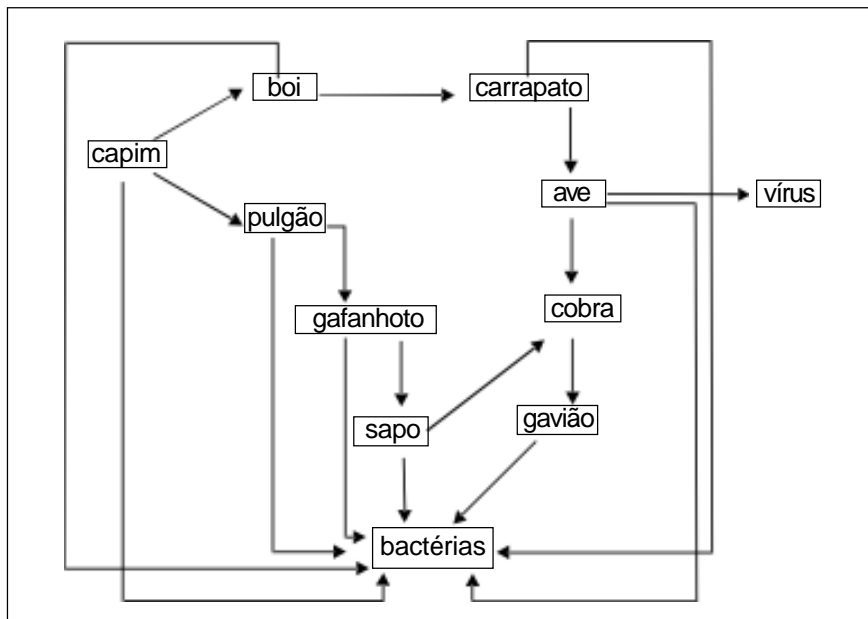 boi
carrapato
capim
ave
vírus
pulgão
cobra
gafanhoto
gavião
sapo
bactérias